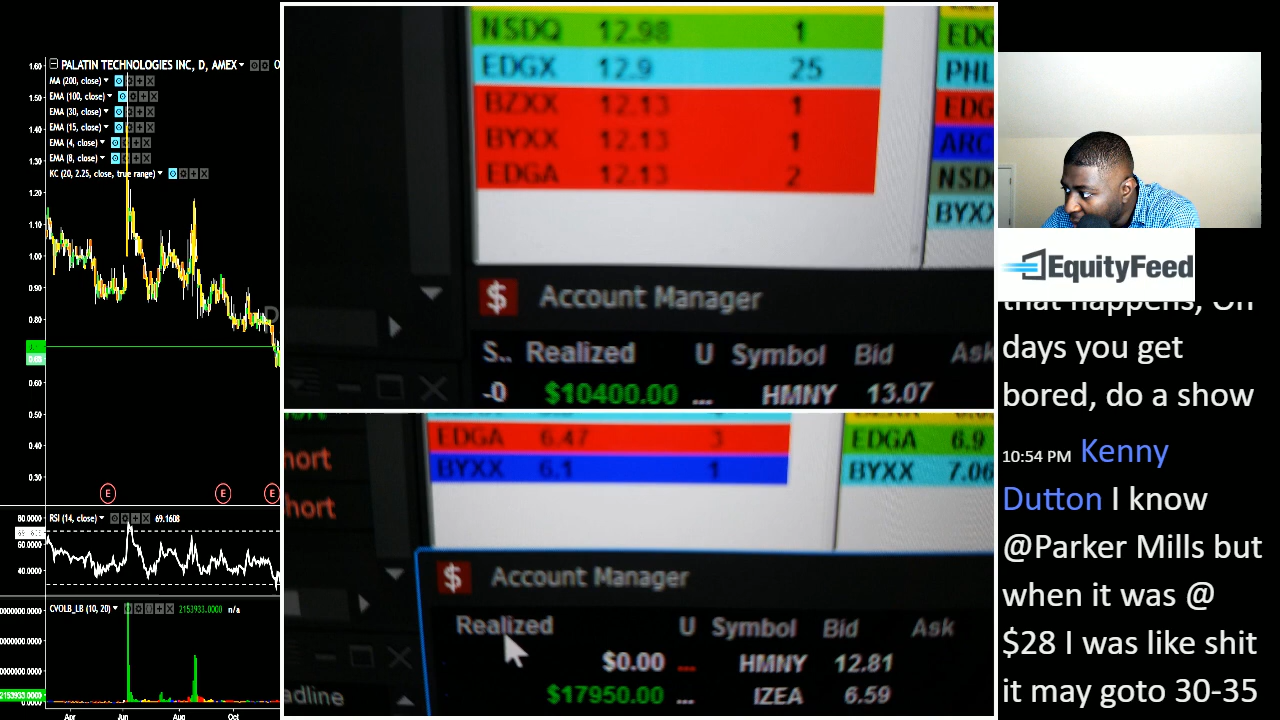 PALATIN TECHNOLOGIES INC, D, AMEX
MA (200, close)
EMA (100, close)
EMA (30, close)
EMA (15, close)
EMA (4, close)
EMA (8, close)
KC (20, 2.25, close, true range)
1.60
1.50
1.40
1.30
1.20
1.10
1.00
0.90
0.80
0.60
0.50
0.40
0.30
E
E
E
RSI (14, close)
69.1608
80.0000
60.0000
40.0000
CVOLB_LB (10, 20)
2153933.0000 n/a
2153933.0000
Apr
Jun
Aug
Oct
NSDQ 12.98 1
EDGX 12.9 25
BZXX 12.13 1
BYXX 12.13 1
EDGA 12.13 2
EDG
PHL
EDG
ARC
NSD
BYXX
$ Account Manager
S.. Realized U Symbol Bid Ask
-0 $10400.00 ... HMNY 13.07
EDGA 6.47 3
BYXX 6.1 1
EDGA 6.9
BYXX 7.06
hort
hort
$ Account Manager
Realized U Symbol Bid Ask
$0.00 ... HMNY 12.81
$17950.00 ... IZEA 6.59
adline
EquityFeed
that happens, On
days you get
bored, do a show
10:54 PM Kenny
Dutton I know
@Parker Mills but
when it was @
$28 I was like shit
it may goto 30-35